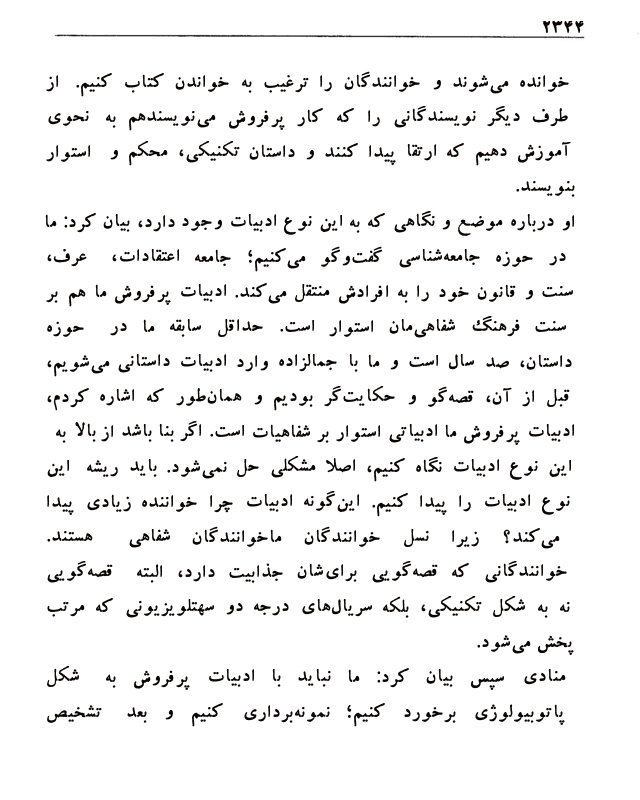 ۲۳۴۴
خوانده می‌شوند و خوانندگان را ترغیب به خواندن کتاب کنیم. از
طرف دیگر نویسندگانی را که کار پرفروش می‌نویسندهم به نحوی
آموزش دهیم که ارتقا پیدا کنند و داستان تکنیکی، محکم و استوار
بنویسند.
او درباره موضع و نگاهی که به این نوع ادبیات وجود دارد، بیان کرد: ما
در حوزه جامعه‌شناسی گفت‌وگو می‌کنیم؛ جامعه اعتقادات، عرف،
سنت و قانون خود را به افرادش منتقل می‌کند. ادبیات پرفروش ما هم بر
سنت فرهنگ شفاهی‌مان استوار است. حداقل سابقه ما در حوزه
داستان، صد سال است و ما با جمالزاده وارد ادبیات داستانی می‌شویم،
قبل از آن، قصه‌گو و حکایت‌گر بودیم و همان‌طور که اشاره کردم،
ادبیات پرفروش ما ادبیاتی استوار بر شفاهیات است. اگر بنا باشد از بالا به
این نوع ادبیات نگاه کنیم، اصلا مشکلی حل نمی‌شود. باید ریشه این
نوع ادبیات را پیدا کنیم. این‌گونه ادبیات چرا خواننده زیادی پیدا
می‌کند؟ زیرا نسل خوانندگان ماخوانندگان شفاهی هستند.
خوانندگانی که قصه‌گویی برای‌شان جذابیت دارد، البته قصه‌گویی
نه به شکل تکنیکی، بلکه سریال‌های درجه دو سهتلویزیونی که مرتب
پخش می‌شود.
منادی سپس بیان کرد: ما نباید با ادبیات پرفروش به شکل
پاتوبیولوژی برخورد کنیم؛ نمونه‌برداری کنیم و بعد تشخیص